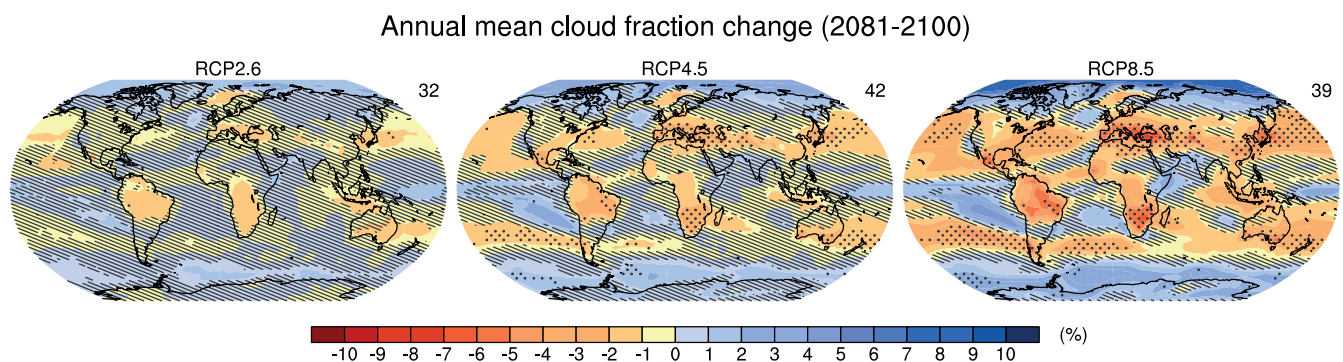 Annual mean cloud fraction change (2081-2100)
RCP2.6
32
RCP4.5
42
RCP8.5
39
-10 -9 -8 -7 -6 -5 -4 -3 -2 -1 0 1 2 3 4 5 6 7 8 9 10 (%)